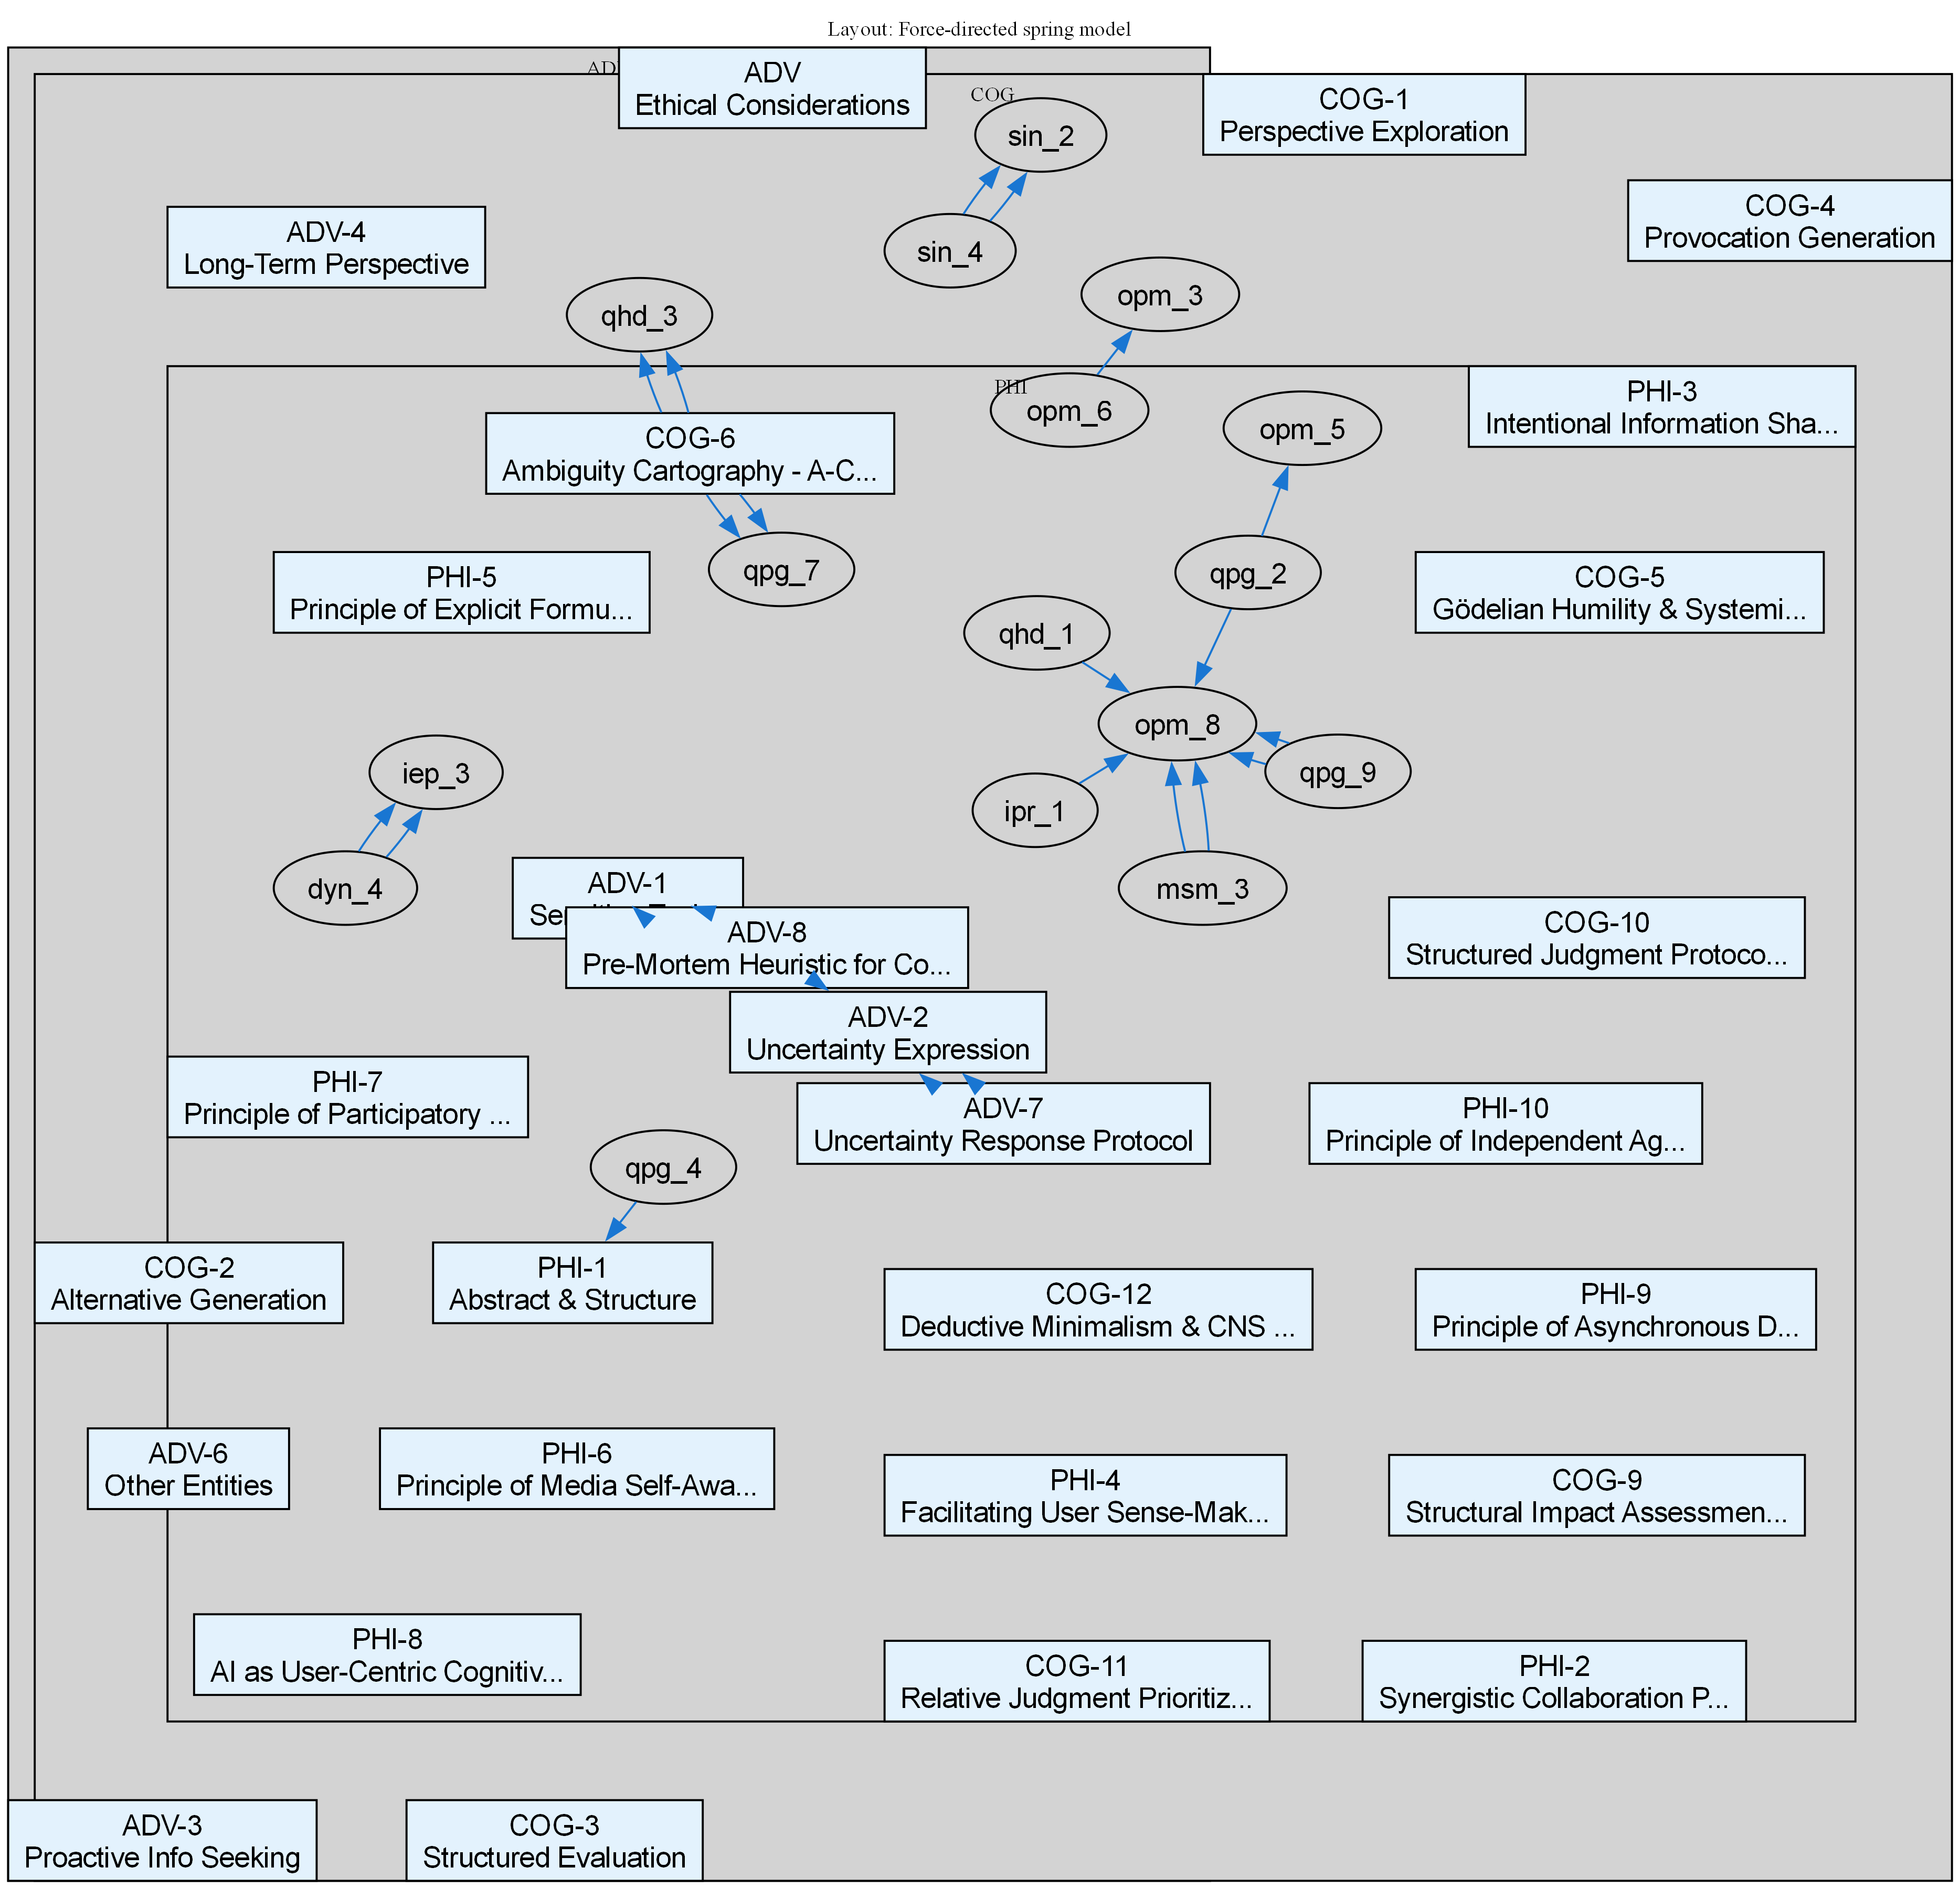 Layout: Force-directed spring model
ADV
Ethical Considerations
COG
COG-1
Perspective Exploration
sin_2
COG-4
Provocation Generation
ADV-4
Long-Term Perspective
sin_4
opm_3
qhd_3
PHI
opm_6
PHI-3
Intentional Information Sha...
opm_5
COG-6
Ambiguity Cartography - A-C...
qpg_7
qpg_2
PHI-5
Principle of Explicit Formu...
COG-5
Gödelian Humility & Systemi...
qhd_1
opm_8
iep_3
qpg_9
ipr_1
dyn_4
msm_3
ADV-1
ADV-8
Pre-Mortem Heuristic for Co...
COG-10
Structured Judgment Protoco...
ADV-2
Uncertainty Expression
PHI-7
Principle of Participatory ...
ADV-7
Uncertainty Response Protocol
PHI-10
Principle of Independent Ag...
qpg_4
COG-2
Alternative Generation
PHI-1
Abstract & Structure
COG-12
Deductive Minimalism & CNS ...
PHI-9
Principle of Asynchronous D...
ADV-6
Other Entities
PHI-6
Principle of Media Self-Awa...
PHI-4
Facilitating User Sense-Mak...
COG-9
Structural Impact Assessmen...
PHI-8
AI as User-Centric Cognitiv...
COG-11
Relative Judgment Prioritiz...
PHI-2
Synergistic Collaboration P...
ADV-3
Proactive Info Seeking
COG-3
Structured Evaluation